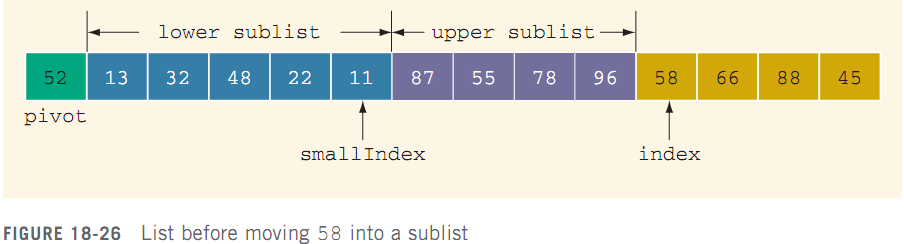 lower sublist upper sublist
52 13 32 48 22 11 87 55 78 96 58 66 88 45
pivot
smallIndex index
FIGURE 18-26 List before moving 58 into a sublist